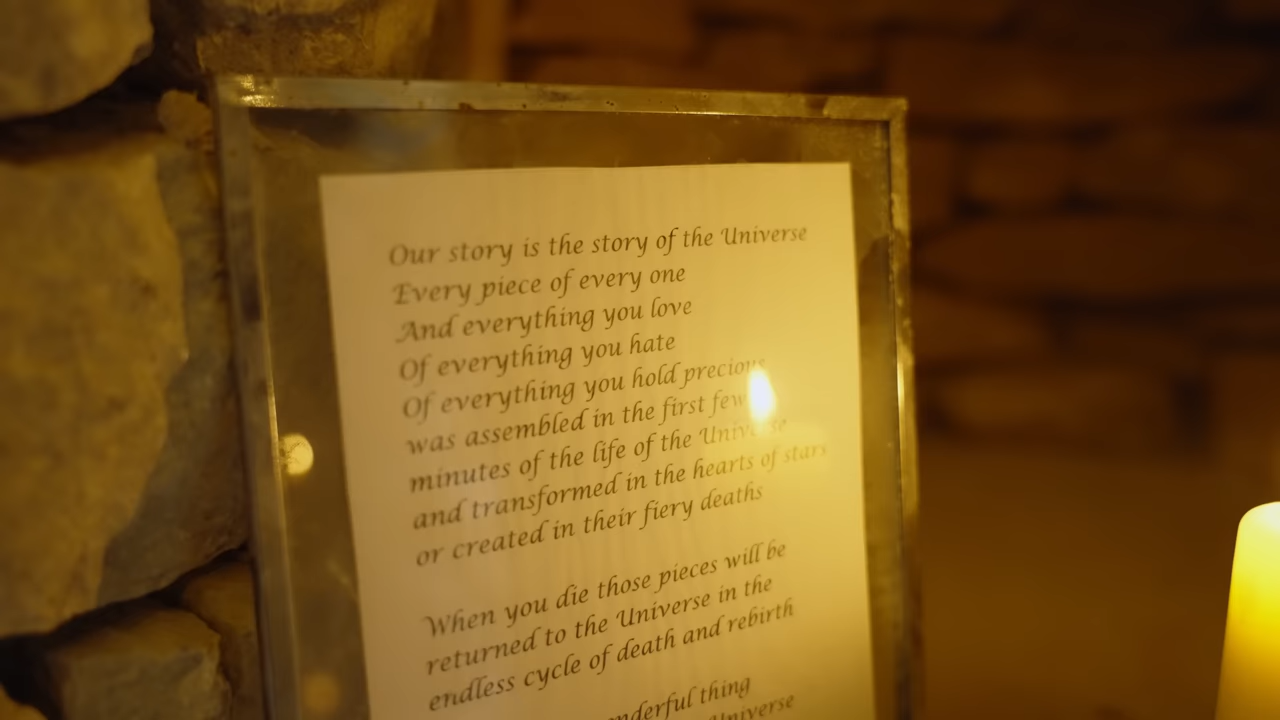 Our story is the story of the Universe
Every piece of every one
And everything you love
Of everything you hate
Of everything you hold precious
was assembled in the first few
minutes of the life of the Universe
and transformed in the hearts of stars
or created in their fiery deaths
When you die those pieces will be
returned to the Universe in the
endless cycle of death and rebirth
thing
Universe